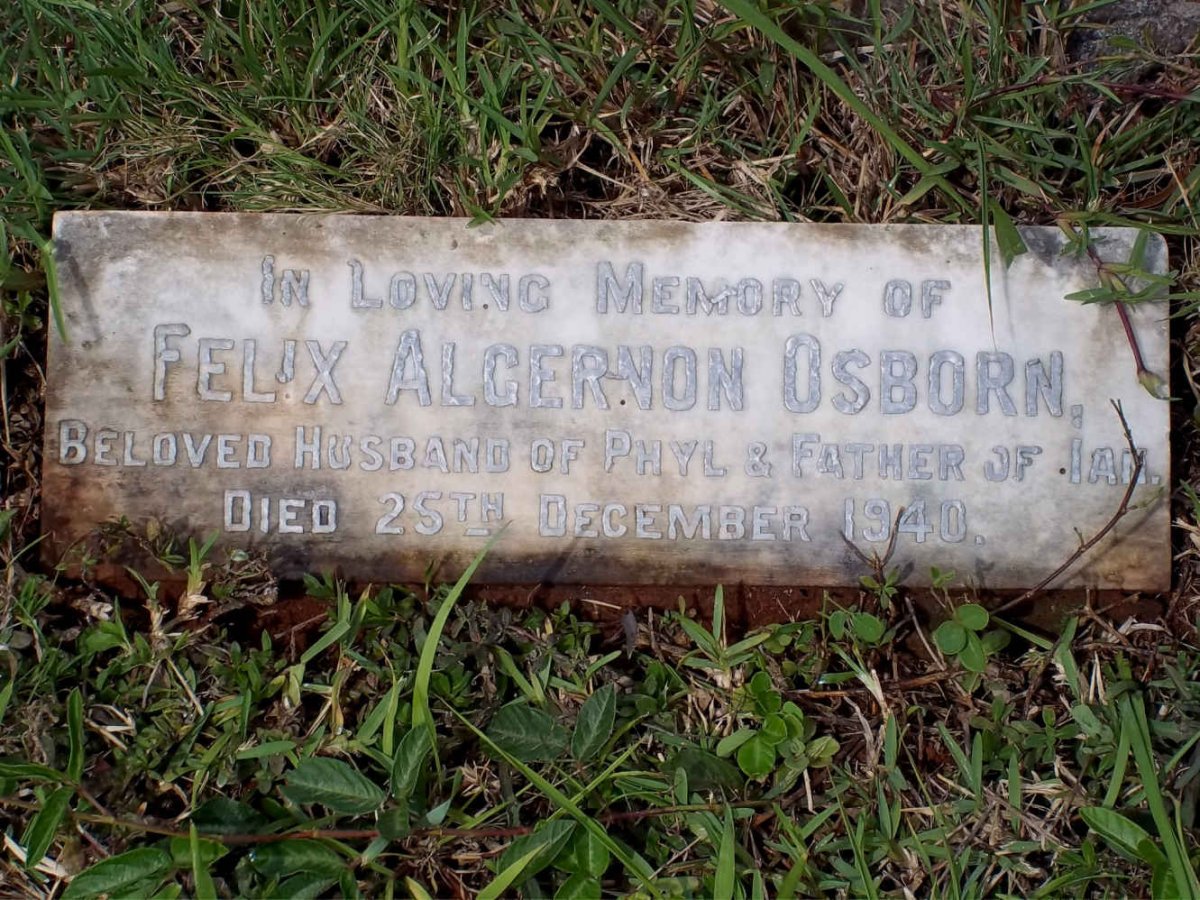 In Loving Memory of
Felix Algernon Osborn,
Beloved Husband of Phyl & Father of Ian.
Died 25th December 1940.